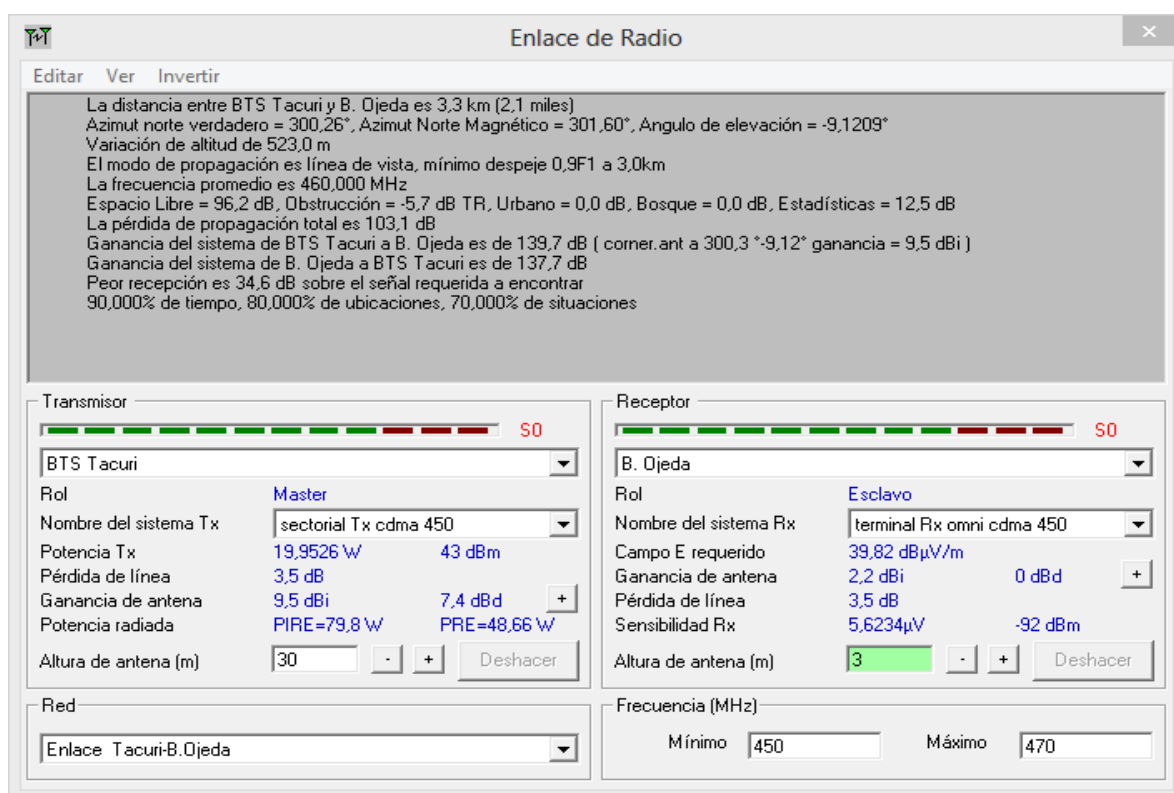 Enlace de Radio
Editar Ver Invertir
La distancia entre BTS Tacuri y B. Ojeda es 3,3 km (2,1 miles)
Azimut norte verdadero = 300,26°, Azimut Norte Magnético = 301,60°, Angulo de elevación = -9,1209°
Variación de altitud de 523,0 m
El modo de propagación es línea de vista, mínimo despeje 0,9F1 a 3,0km
La frecuencia promedio es 460,000 MHz
Espacio Libre = 96,2 dB, Obstrucción = -5,7 dB TR, Urbano = 0,0 dB, Bosque = 0,0 dB, Estadísticas = 12,5 dB
La pérdida de propagación total es 103,1 dB
Ganancia del sistema de BTS Tacuri a B. Ojeda es de 139,7 dB ( corner.ant a 300,3 °-9,12° ganancia = 9,5 dBi )
Ganancia del sistema de B. Ojeda a BTS Tacuri es de 137,7 dB
Peor recepción es 34,6 dB sobre el señal requerida a encontrar
90,000% de tiempo, 80,000% de ubicaciones, 70,000% de situaciones
Transmisor
S0
BTS Tacuri
Rol Master
Nombre del sistema Tx sectorial Tx cdma 450
Potencia Tx 19,9526 W 43 dBm
Pérdida de línea 3,5 dB
Ganancia de antena 9,5 dBi 7,4 dBd +
Potencia radiada PIRE=79,8 W PRE=48,66 W
Altura de antena (m) 30 - + Deshacer
Receptor
S0
B. Ojeda
Rol Esclavo
Nombre del sistema Rx terminal Rx omni cdma 450
Campo E requerido 39,82 dBµV/m
Ganancia de antena 2,2 dBi 0 dBd +
Pérdida de línea 3,5 dB
Sensibilidad Rx 5,6234µV -92 dBm
Altura de antena (m) 3 - + Deshacer
Red
Enlace Tacuri-B.Ojeda
Frecuencia (MHz)
Mínimo 450 Máximo 470